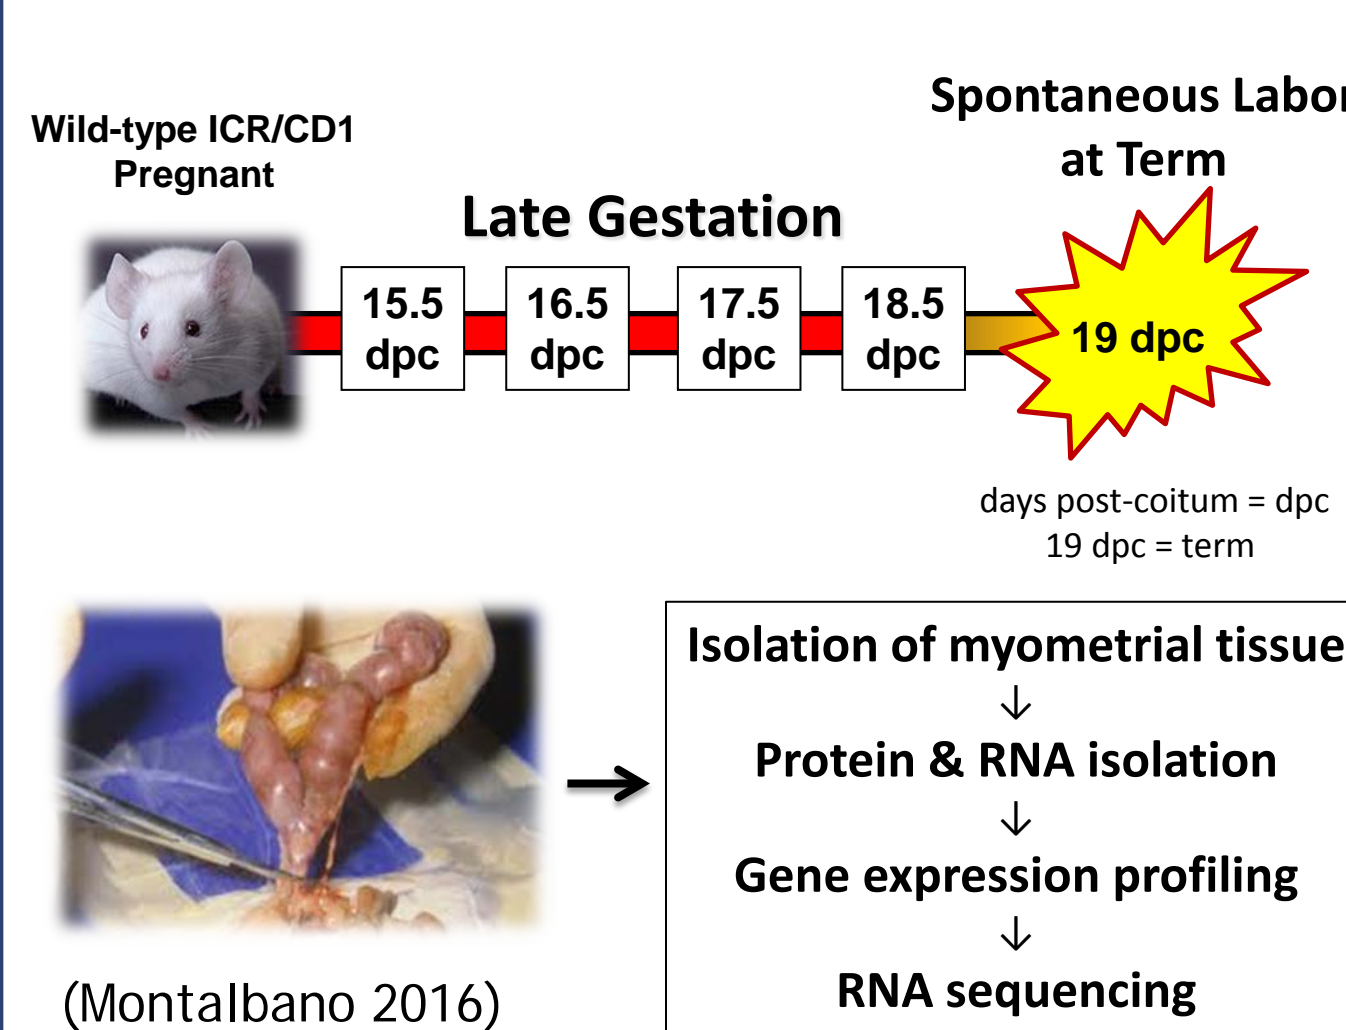 Spontaneous Labor
at Term
Wild-type ICR/CD1
Pregnant
Late Gestation
15.5
dpc
16.5
dpc
17.5
dpc
18.5
dpc
19 dpc
days post-coitum = dpc
19 dpc = term
Isolation of myometrial tissue
↓
Protein & RNA isolation
↓
Gene expression profiling
↓
RNA sequencing
(Montalbano 2016)